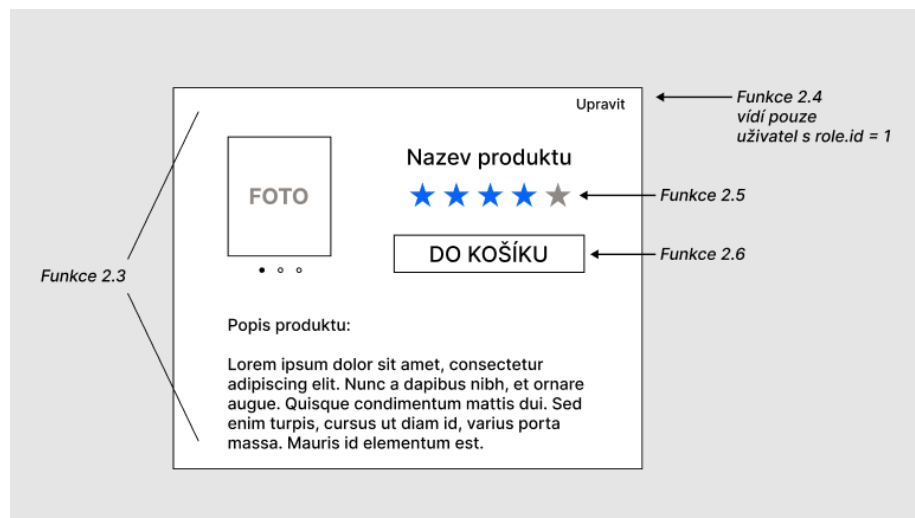 Upravit
Funkce 2.4
vídí pouze
uživatel s role.id = 1
Nazev produktu
FOTO
Funkce 2.5
DO KOŠÍKU
Funkce 2.6
Funkce 2.3
Popis produktu:
Lorem ipsum dolor sit amet, consectetur
adipiscing elit. Nunc a dapibus nibh, et ornare
augue. Quisque condimentum mattis dui. Sed
enim turpis, cursus ut diam id, varius porta
massa. Mauris id elementum est.